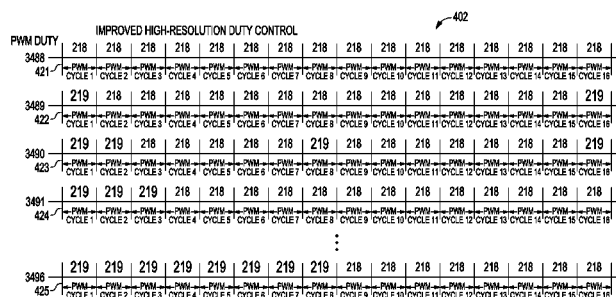 402
IMPROVED HIGH-RESOLUTION DUTY CONTROL
PWM DUTY
218 218 218 218 218 218 218 218 218 218 218 218 218 218 218 218
3488
421 PWM PWM PWM PWM PWM PWM PWM PWM PWM PWM PWM PWM PWM PWM PWM PWM
CYCLE 1 CYCLE 2 CYCLE 3 CYCLE 4 CYCLE 5 CYCLE 6 CYCLE 7 CYCLE 8 CYCLE 9 CYCLE 10 CYCLE 11 CYCLE 12 CYCLE 13 CYCLE 14 CYCLE 15 CYCLE 16
219 218 218 218 218 218 218 218 218 218 218 218 218 218 218 219
3489
422 PWM PWM PWM PWM PWM PWM PWM PWM PWM PWM PWM PWM PWM PWM PWM PWM
CYCLE 1 CYCLE 2 CYCLE 3 CYCLE 4 CYCLE 5 CYCLE 6 CYCLE 7 CYCLE 8 CYCLE 9 CYCLE 10 CYCLE 11 CYCLE 12 CYCLE 13 CYCLE 14 CYCLE 15 CYCLE 16
219 219 218 218 218 218 218 219 218 218 218 218 218 218 218 219
3490
423 PWM PWM PWM PWM PWM PWM PWM PWM PWM PWM PWM PWM PWM PWM PWM PWM
CYCLE 1 CYCLE 2 CYCLE 3 CYCLE 4 CYCLE 5 CYCLE 6 CYCLE 7 CYCLE 8 CYCLE 9 CYCLE 10 CYCLE 11 CYCLE 12 CYCLE 13 CYCLE 14 CYCLE 15 CYCLE 16
219 219 219 218 218 218 218 218 218 218 218 218 218 218 218 218
3491
424 PWM PWM PWM PWM PWM PWM PWM PWM PWM PWM PWM PWM PWM PWM PWM PWM
CYCLE 1 CYCLE 2 CYCLE 3 CYCLE 4 CYCLE 5 CYCLE 6 CYCLE 7 CYCLE 8 CYCLE 9 CYCLE 10 CYCLE 11 CYCLE 12 CYCLE 13 CYCLE 14 CYCLE 15 CYCLE 16
219 219 219 219 219 219 219 219 218 218 218 218 218 218 218 218
3496
425 PWM PWM PWM PWM PWM PWM PWM PWM PWM PWM PWM PWM PWM PWM PWM PWM
CYCLE 1 CYCLE 2 CYCLE 3 CYCLE 4 CYCLE 5 CYCLE 6 CYCLE 7 CYCLE 8 CYCLE 9 CYCLE 10 CYCLE 11 CYCLE 12 CYCLE 13 CYCLE 14 CYCLE 15 CYCLE 16